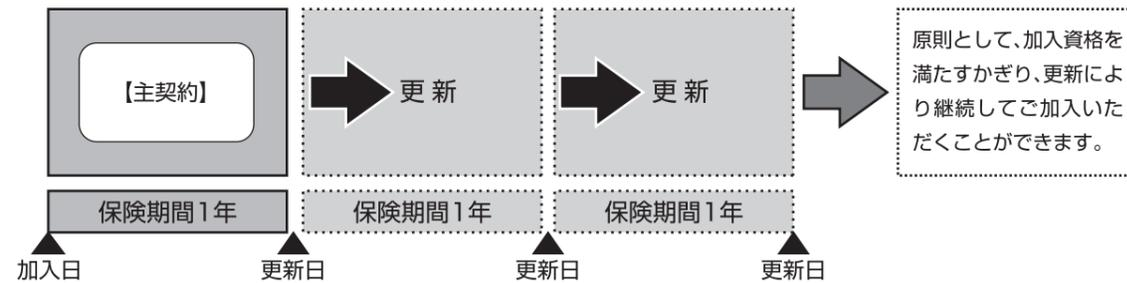 【主契約】
更 新
更 新
原則として、加入資格を
満たすかぎり、更新によ
り継続してご加入いた
だくことができます。
保険期間1年
保険期間1年
保険期間1年
加入日
更新日
更新日
更新日